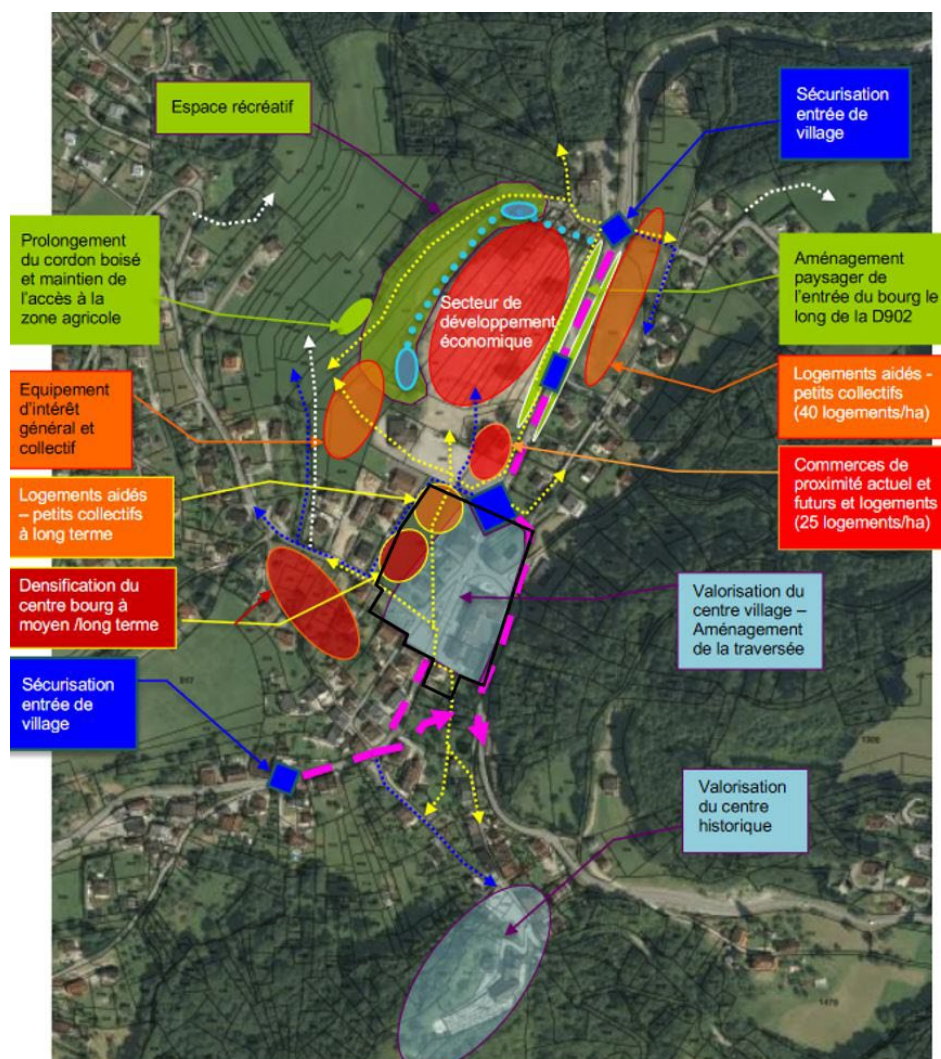 Espace récréatif
Sécurisation
entrée de
village
Prolongement
du cordon boisé
et maintien de
l'accès à la
zone agricole
Aménagement
paysager de
l'entrée du bourg le
long de la D902
Secteur de
développement
économique
Equipement
d'intérêt
général et
collectif
Logements aidés -
petits collectifs
(40 logements/ha)
Logements aidés
– petits collectifs
à long terme
Commerces de
proximité actuel et
futurs et logements
(25 logements/ha)
Densification du
centre bourg à
moyen /long terme
Valorisation du
centre village –
Aménagement
de la traversée
Sécurisation
entrée de
village
Valorisation
du centre
historique